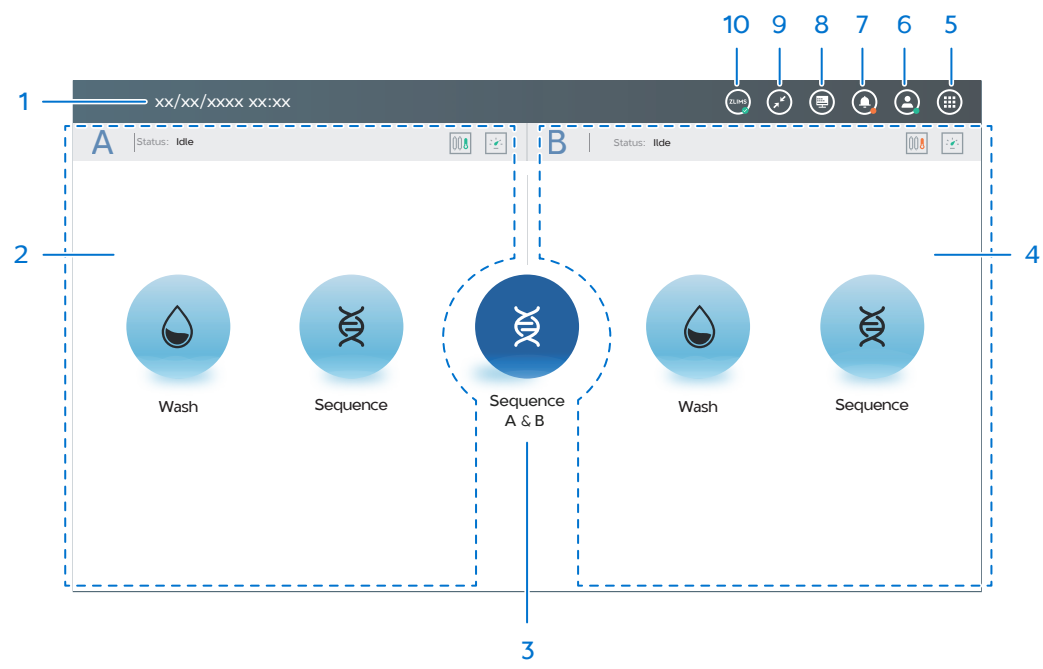 10 9 8 7 6 5
1
xx/xx/xxxx xx:xx
ZLIMS
A
Status: Idle
B
Status: Ilde
2
4
Wash
Sequence
Sequence
A & B
Wash
Sequence
3